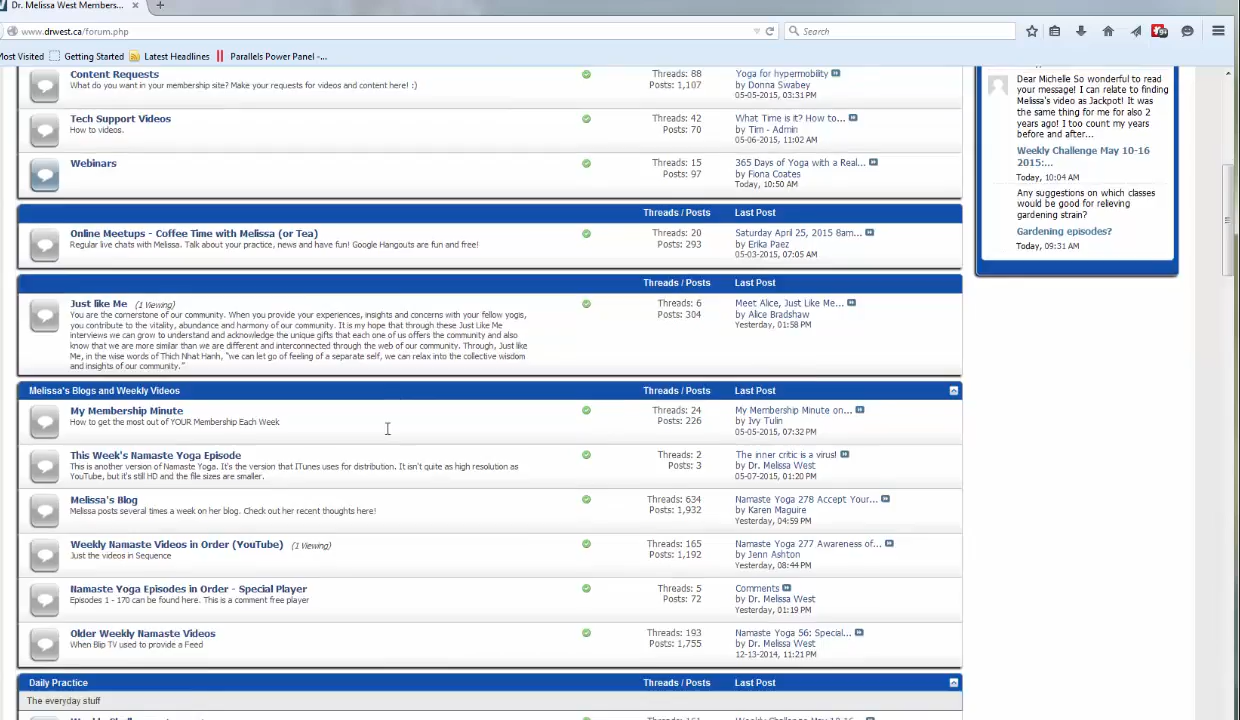 Dr. Melissa West Members...
www.drwest.ca/forum.php
Search
Most Visited
Getting Started
Latest Headlines
Parallels Power Panel -...
Content Requests
What do you want in your membership site? Make your requests for videos and content here! :)
Threads: 88
Posts: 1,107
Yoga for hypermobility
by Donna Swabey
05-05-2015, 03:31 PM
Tech Support Videos
How to videos.
Threads: 42
Posts: 70
What Time is it? How to...
by Tim - Admin
05-06-2015, 11:02 AM
Webinars
Threads: 15
Posts: 97
365 Days of Yoga with a Real...
by Fiona Coates
Today, 10:50 AM
Threads / Posts
Last Post
Online Meetups - Coffee Time with Melissa (or Tea)
Regular live chats with Melissa. Talk about your practice, news and have fun! Google Hangouts are fun and free!
Threads: 20
Posts: 293
Saturday April 25, 2015 8am...
by Erika Paez
05-03-2015, 07:05 AM
Threads / Posts
Last Post
Just like Me (1 Viewing)
You are the cornerstone of our community. When you provide your experiences, insights and concerns with your fellow yogis,
you contribute to the vitality, abundance and harmony of our community. It is my hope that through these Just Like Me
interviews we can grow to understand and acknowledge the unique gifts that each one of us offers the community and also
know that we are more similar than we are different and interconnected through the web of our community. Through, Just like
Me, in the wise words of Thich Nhat Hanh, "we can let go of feeling of a separate self, we can relax into the collective wisdom
and insights of our community."
Threads: 6
Posts: 304
Meet Alice, Just Like Me...
by Alice Bradshaw
Yesterday, 01:58 PM
Melissa's Blogs and Weekly Videos
Threads / Posts
Last Post
My Membership Minute
How to get the most out of YOUR Membership Each Week
Threads: 24
Posts: 226
My Membership Minute on...
by Ivy Tulin
05-05-2015, 07:32 PM
This Week's Namaste Yoga Episode
This is another version of Namaste Yoga. It's the version that ITunes uses for distribution. It isn't quite as high resolution as
YouTube, but it's still HD and the file sizes are smaller.
Threads: 2
Posts: 3
The inner critic is a virus!
by Dr. Melissa West
05-07-2015, 01:20 PM
Melissa's Blog
Melissa posts several times a week on her blog. Check out her recent thoughts here!
Threads: 634
Posts: 1,932
Namaste Yoga 278 Accept Your...
by Karen Maguire
Yesterday, 04:59 PM
Weekly Namaste Videos in Order (YouTube) (1 Viewing)
Just the videos in Sequence
Threads: 165
Posts: 1,192
Namaste Yoga 277 Awareness of...
by Jenn Ashton
Yesterday, 08:44 PM
Namaste Yoga Episodes in Order - Special Player
Episodes 1 - 170 can be found here. This is a comment free player
Threads: 5
Posts: 72
Comments
by Dr. Melissa West
Yesterday, 01:19 PM
Older Weekly Namaste Videos
When Blip TV used to provide a Feed
Threads: 193
Posts: 1,755
Namaste Yoga 56: Special...
by Dr. Melissa West
12-13-2014, 11:21 PM
Daily Practice
Threads / Posts
Last Post
The everyday stuff
Dear Michelle So wonderful to read
your message! I can relate to finding
Melissa's video as Jackpot! It was
the same thing for me for also 2
years ago! I too count my years
before and after...
Weekly Challenge May 10-16
2015:...
Today, 10:04 AM
Any suggestions on which classes
would be good for relieving
gardening strain?
Gardening episodes?
Today, 09:31 AM